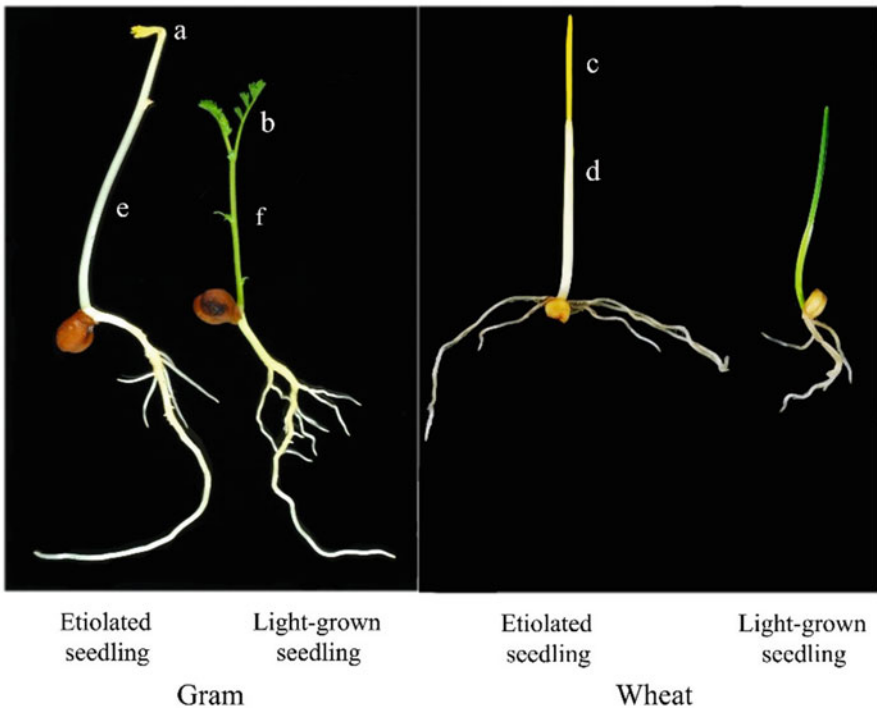 a
b
c
d
e
f
Etiolated
seedling
Light-grown
seedling
Etiolated
seedling
Light-grown
seedling
Gram
Wheat